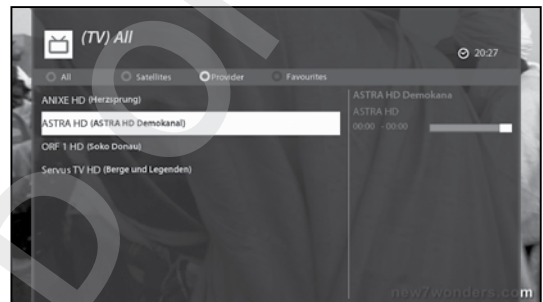 (TV) All
20:27
All Satellites Provider Favourites
ANIXE HD (Herzsprung)
ASTRA HD (ASTRA HD Demokanal)
ORF 1 HD (Soko Donau)
Servus TV HD (Berge und Legenden)
ASTRA HD Demokana
ASTRA HD
00:00 - 00:00
new7wonders.com